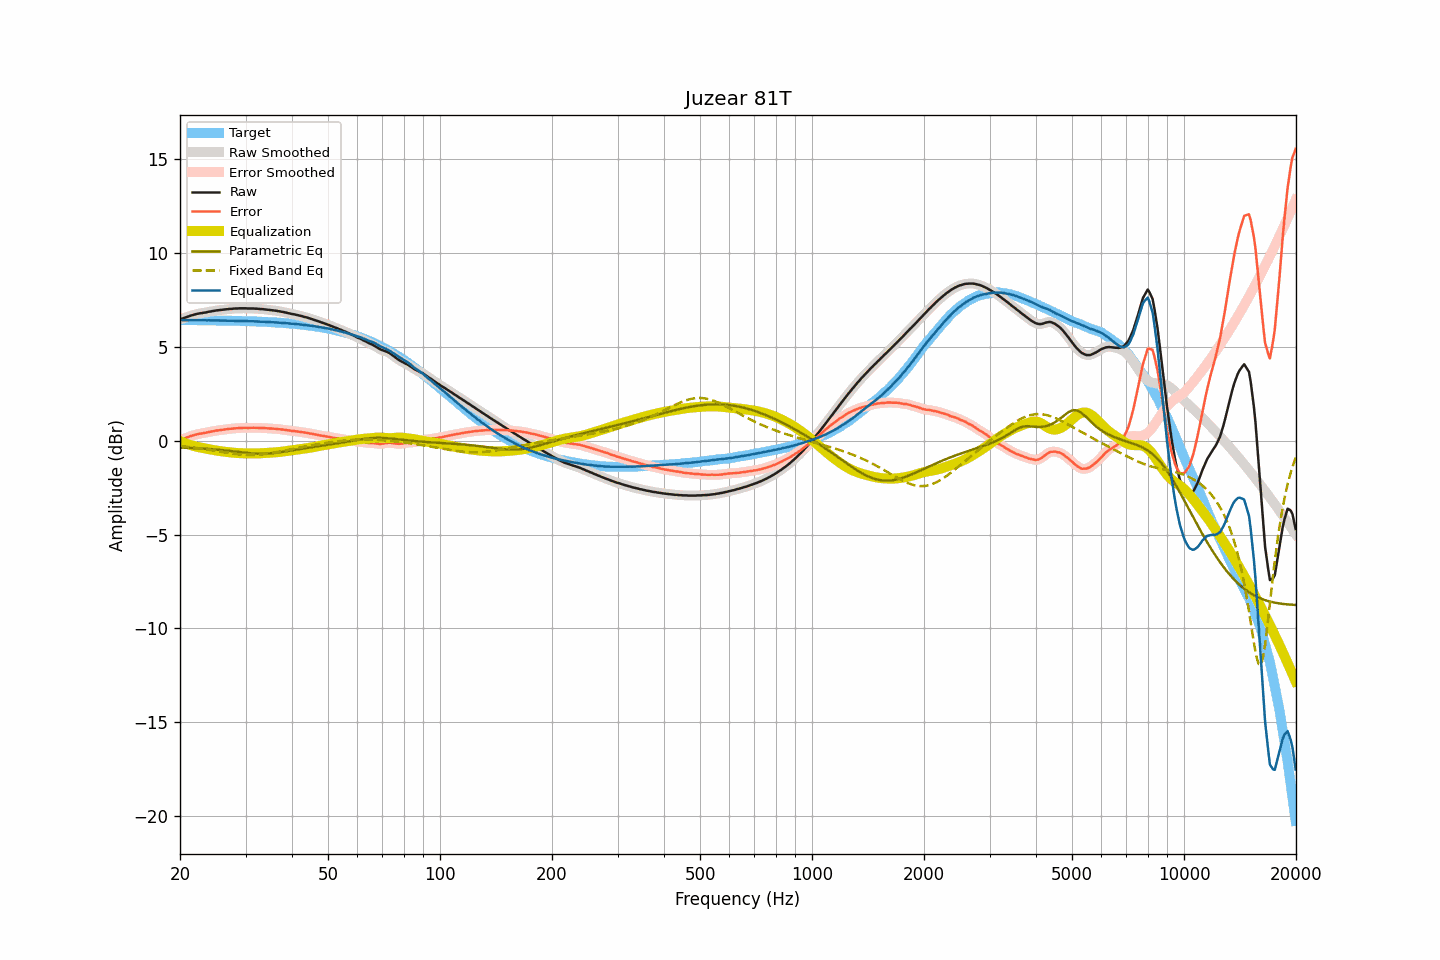 Juzear 81T
Target
Raw Smoothed
Error Smoothed
Raw
Error
Equalization
Parametric Eq
Fixed Band Eq
Equalized
15
10
5
0
−5
−10
−15
−20
Amplitude (dBr)
20 50 100 200 500 1000 2000 5000 10000 20000
Frequency (Hz)